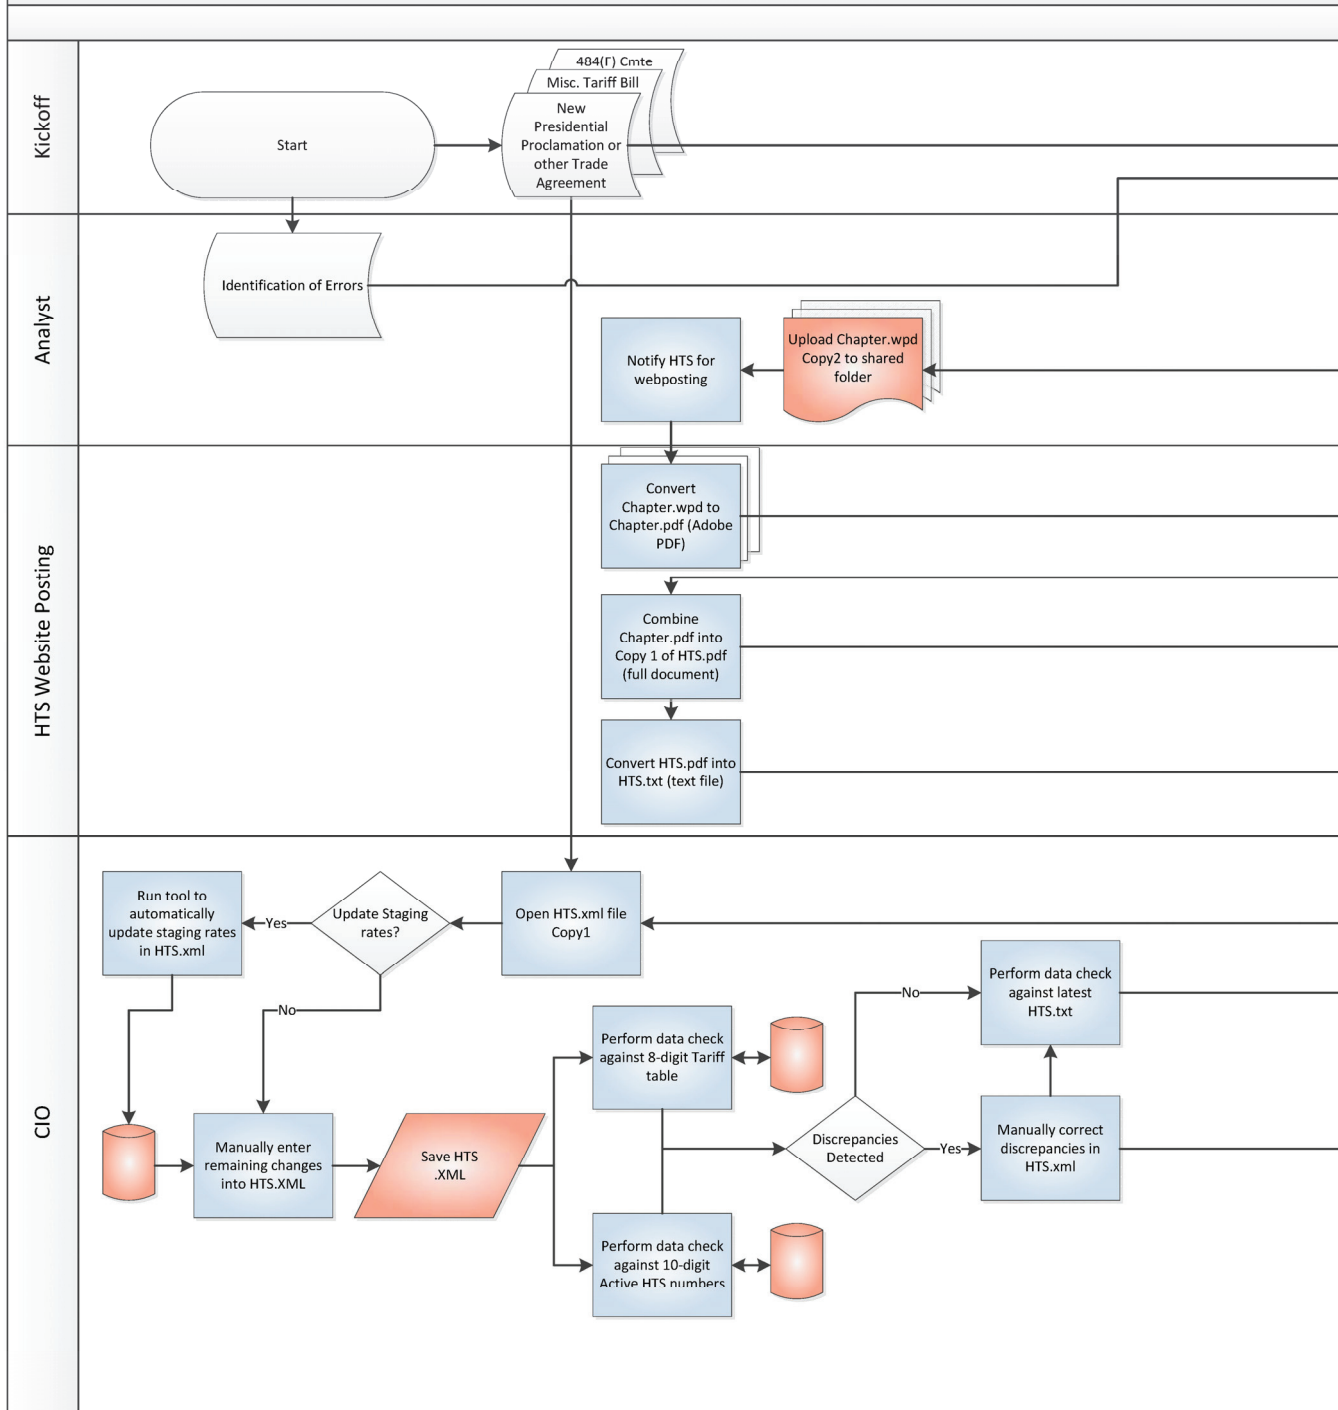 Kickoff
Start
484(F) Cmte
Misc. Tariff Bill
New
Presidential
Proclamation or
other Trade
Agreement
Analyst
Identification of Errors
Notify HTS for
webposting
Upload Chapter.wpd
Copy2 to shared
folder
HTS Website Posting
Convert
Chapter.wpd to
Chapter.pdf (Adobe
PDF)
Combine
Chapter.pdf into
Copy 1 of HTS.pdf
(full document)
Convert HTS.pdf into
HTS.txt (text file)
CIO
Run tool to
automatically
update staging rates
in HTS.xml
Yes
Update Staging
rates?
Open HTS.xml file
Copy1
No
Manually enter
remaining changes
into HTS.XML
Save HTS
.XML
Perform data check
against 8-digit Tariff
table
Perform data check
against 10-digit
Active HTS numbers
Discrepancies
Detected
No
Yes
Perform data check
against latest
HTS.txt
Manually correct
discrepancies in
HTS.xml